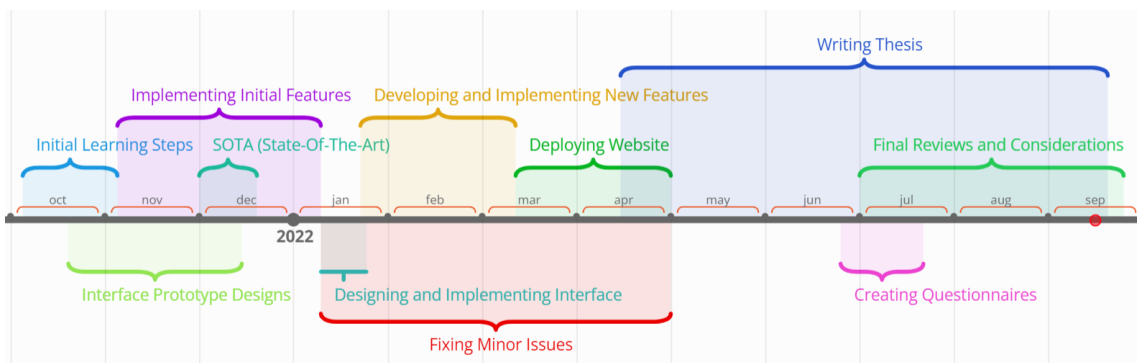 Writing Thesis
Implementing Initial Features
Developing and Implementing New Features
Initial Learning Steps
SOTA (State-Of-The-Art)
Deploying Website
Final Reviews and Considerations
oct
nov
dec
jan
feb
mar
apr
may
jun
jul
aug
sep
2022
Interface Prototype Designs
Designing and Implementing Interface
Creating Questionnaires
Fixing Minor Issues